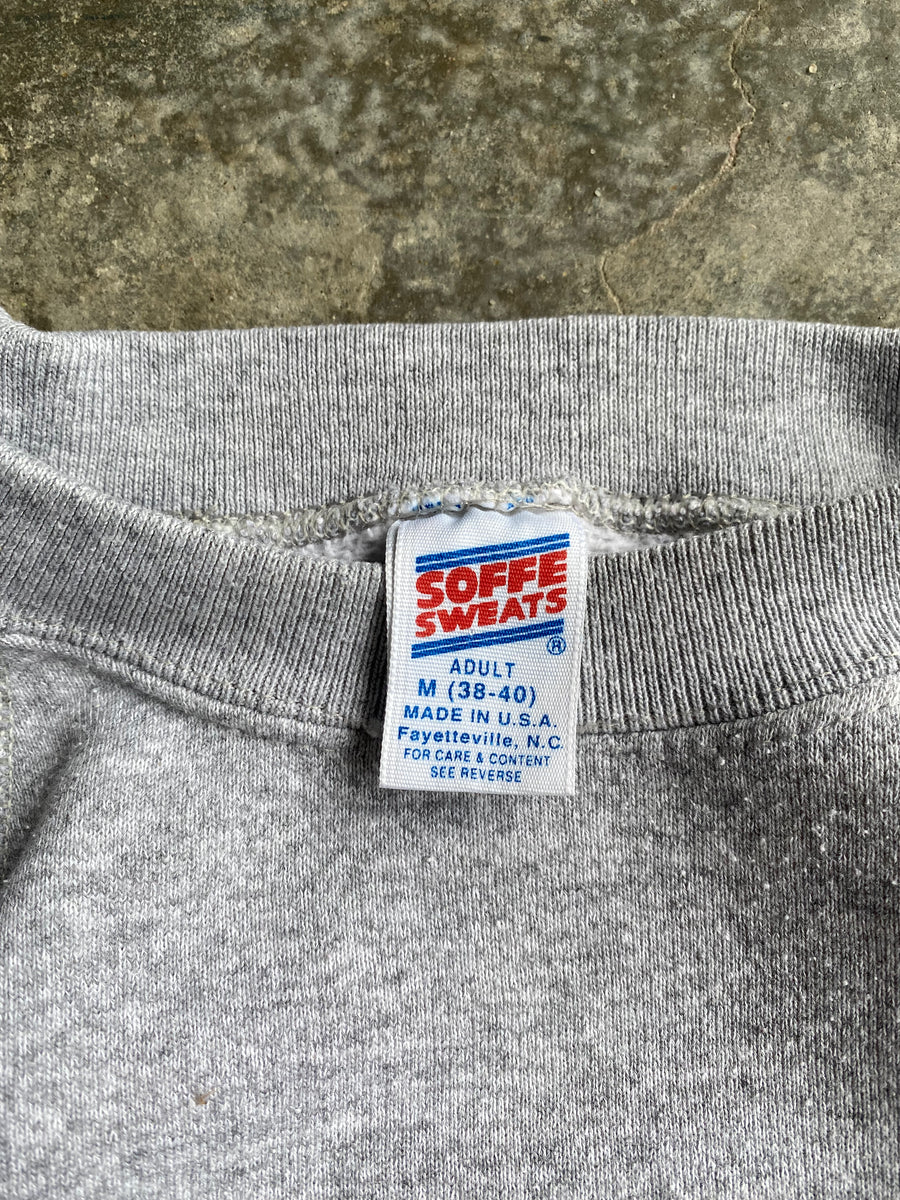 SOFFE
SWEATS
®
ADULT
M (38-40)
MADE IN U.S.A.
Fayetteville, N.C.
FOR CARE & CONTENT
SEE REVERSE